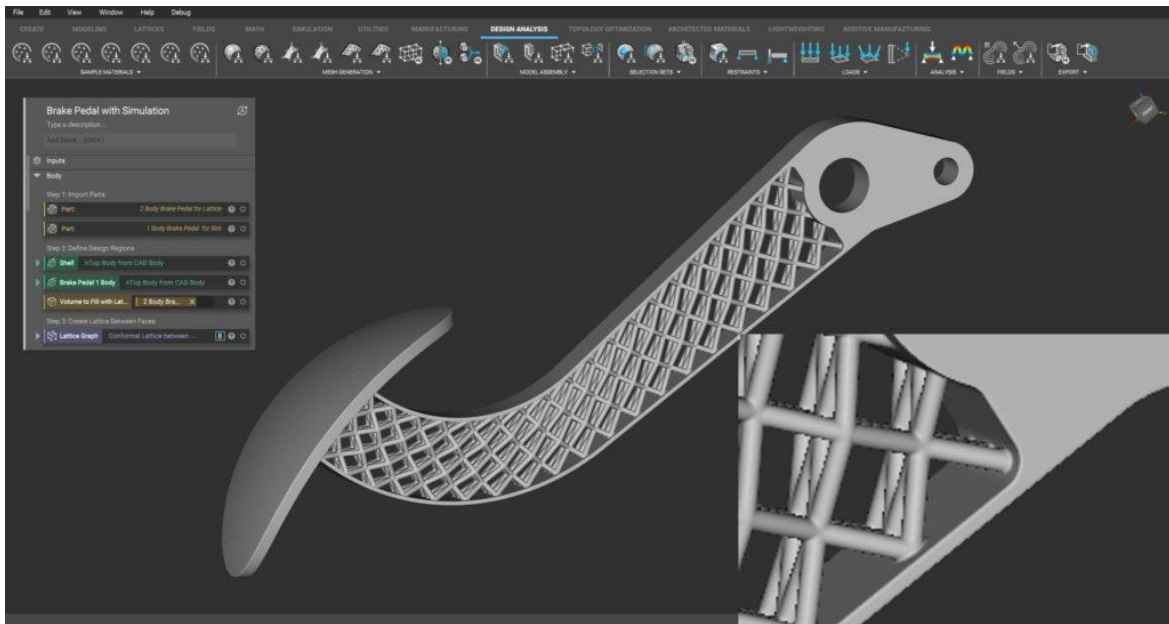 File Edit View Window Help Debug
CREATE MODELING LATTICES FIELDS MATH SIMULATION UTILITIES MANUFACTURING DESIGN ANALYSIS TOPOLOGY OPTIMIZATION ARCHITECTED MATERIALS LIGHTWEIGHTING ADDITIVE MANUFACTURING
SAMPLE MATERIALS MESH GENERATION MODEL ASSEMBLY SELECTION SETS RESTRAINTS LOADS ANALYSIS FIELDS EXPORT
Brake Pedal with Simulation
Type a description...
Add Block... (Ctrl+L)
Inputs
Body
Step 1: Import Parts
Part: 2 Body Brake Pedal for Lattice
Part: 1 Body Brake Pedal for Sim
Step 2: Define Design Regions
Shell nTop Body from CAD Body
Brake Pedal 1 Body nTop Body from CAD Body
Volume to Fill with Lat... 2 Body Bra... X
Step 3: Create Lattice Between Faces
Lattice Graph Conformal Lattice between ...